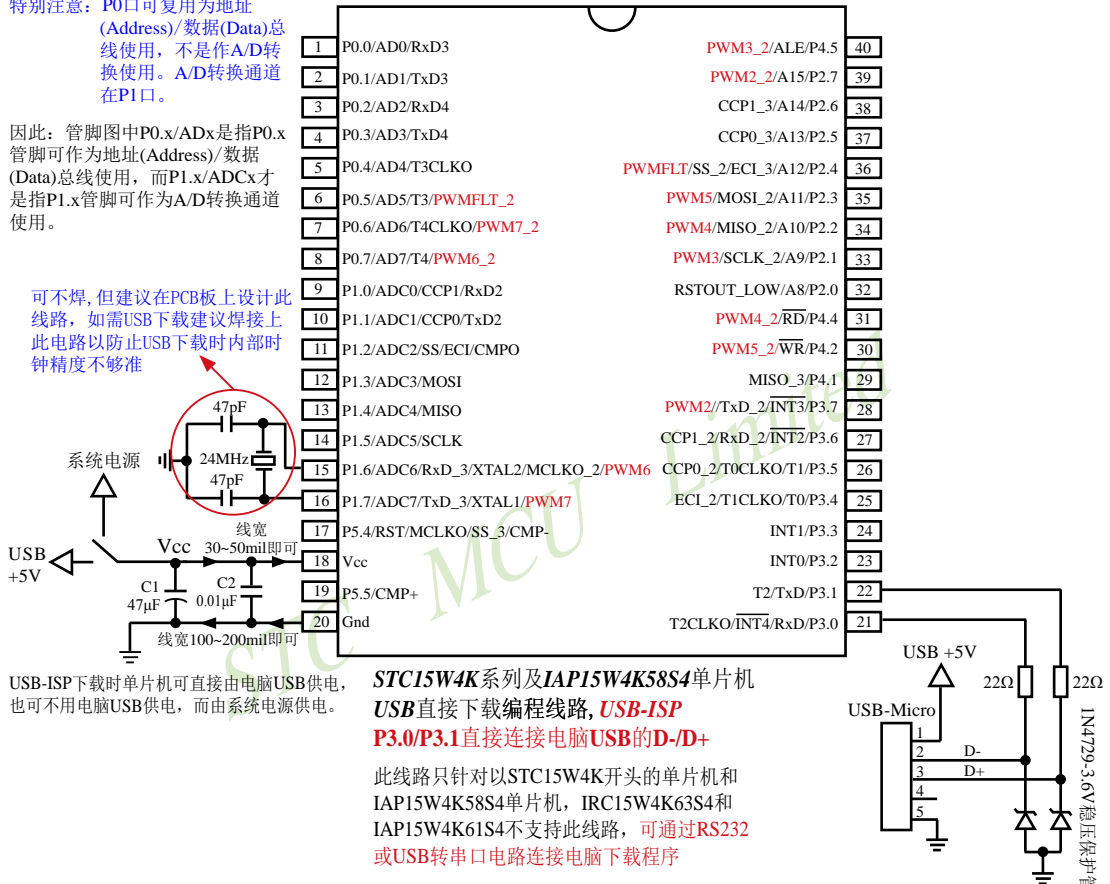 特别注意：P0口可复用为地址
(Address)/数据(Data)总
线使用，不是作A/D转
换使用。A/D转换通道
在P1口。
因此：管脚图中P0.x/ADx是指P0.x
管脚可作为地址(Address)/数据
(Data)总线使用，而P1.x/ADCx才
是指P1.x管脚可作为A/D转换通道
使用。
可不焊,但建议在PCB板上设计此
线路，如需USB下载建议焊接上
此电路以防止USB下载时内部时
钟精度不够准
47pF
24MHz
47pF
系统电源
USB
+5V
Vcc
线宽
30~50mil即可
C1
47μF
C2
0.01μF
线宽100~200mil即可
USB-ISP下载时单片机可直接由电脑USB供电，
也可不用电脑USB供电，而由系统电源供电。
1 P0.0/AD0/RxD3
2 P0.1/AD1/TxD3
3 P0.2/AD2/RxD4
4 P0.3/AD3/TxD4
5 P0.4/AD4/T3CLKO
6 P0.5/AD5/T3/PWMFLT_2
7 P0.6/AD6/T4CLKO/PWM7_2
8 P0.7/AD7/T4/PWM6_2
9 P1.0/ADC0/CCP1/RxD2
10 P1.1/ADC1/CCP0/TxD2
11 P1.2/ADC2/SS/ECI/CMPO
12 P1.3/ADC3/MOSI
13 P1.4/ADC4/MISO
14 P1.5/ADC5/SCLK
15 P1.6/ADC6/RxD_3/XTAL2/MCLKO_2/PWM6
16 P1.7/ADC7/TxD_3/XTAL1/PWM7
17 P5.4/RST/MCLKO/SS_3/CMP-
18 Vcc
19 P5.5/CMP+
20 Gnd
PWM3_2/ALE/P4.5 40
PWM2_2/A15/P2.7 39
CCP1_3/A14/P2.6 38
CCP0_3/A13/P2.5 37
PWMFLT/SS_2/ECI_3/A12/P2.4 36
PWM5/MOSI_2/A11/P2.3 35
PWM4/MISO_2/A10/P2.2 34
PWM3/SCLK_2/A9/P2.1 33
RSTOUT_LOW/A8/P2.0 32
PWM4_2/RD/P4.4 31
PWM5_2/WR/P4.2 30
MISO_3/P4.1 29
PWM2//TxD_2/INT3/P3.7 28
CCP1_2/RxD_2/INT2/P3.6 27
CCP0_2/T0CLKO/T1/P3.5 26
ECI_2/T1CLKO/T0/P3.4 25
INT1/P3.3 24
INT0/P3.2 23
T2/TxD/P3.1 22
T2CLKO/INT4/RxD/P3.0 21
STC MCU Limited
STC15W4K系列及IAP15W4K58S4单片机
USB直接下载编程线路,USB-ISP
P3.0/P3.1直接连接电脑USB的D-/D+
此线路只针对以STC15W4K开头的单片机和
IAP15W4K58S4单片机，IRC15W4K63S4和
IAP15W4K61S4不支持此线路，可通过RS232
或USB转串口电路连接电脑下载程序
USB +5V
USB-Micro
1
2
3
4
5
D-
D+
22Ω
22Ω
1N4729-3.6V稳压保护管